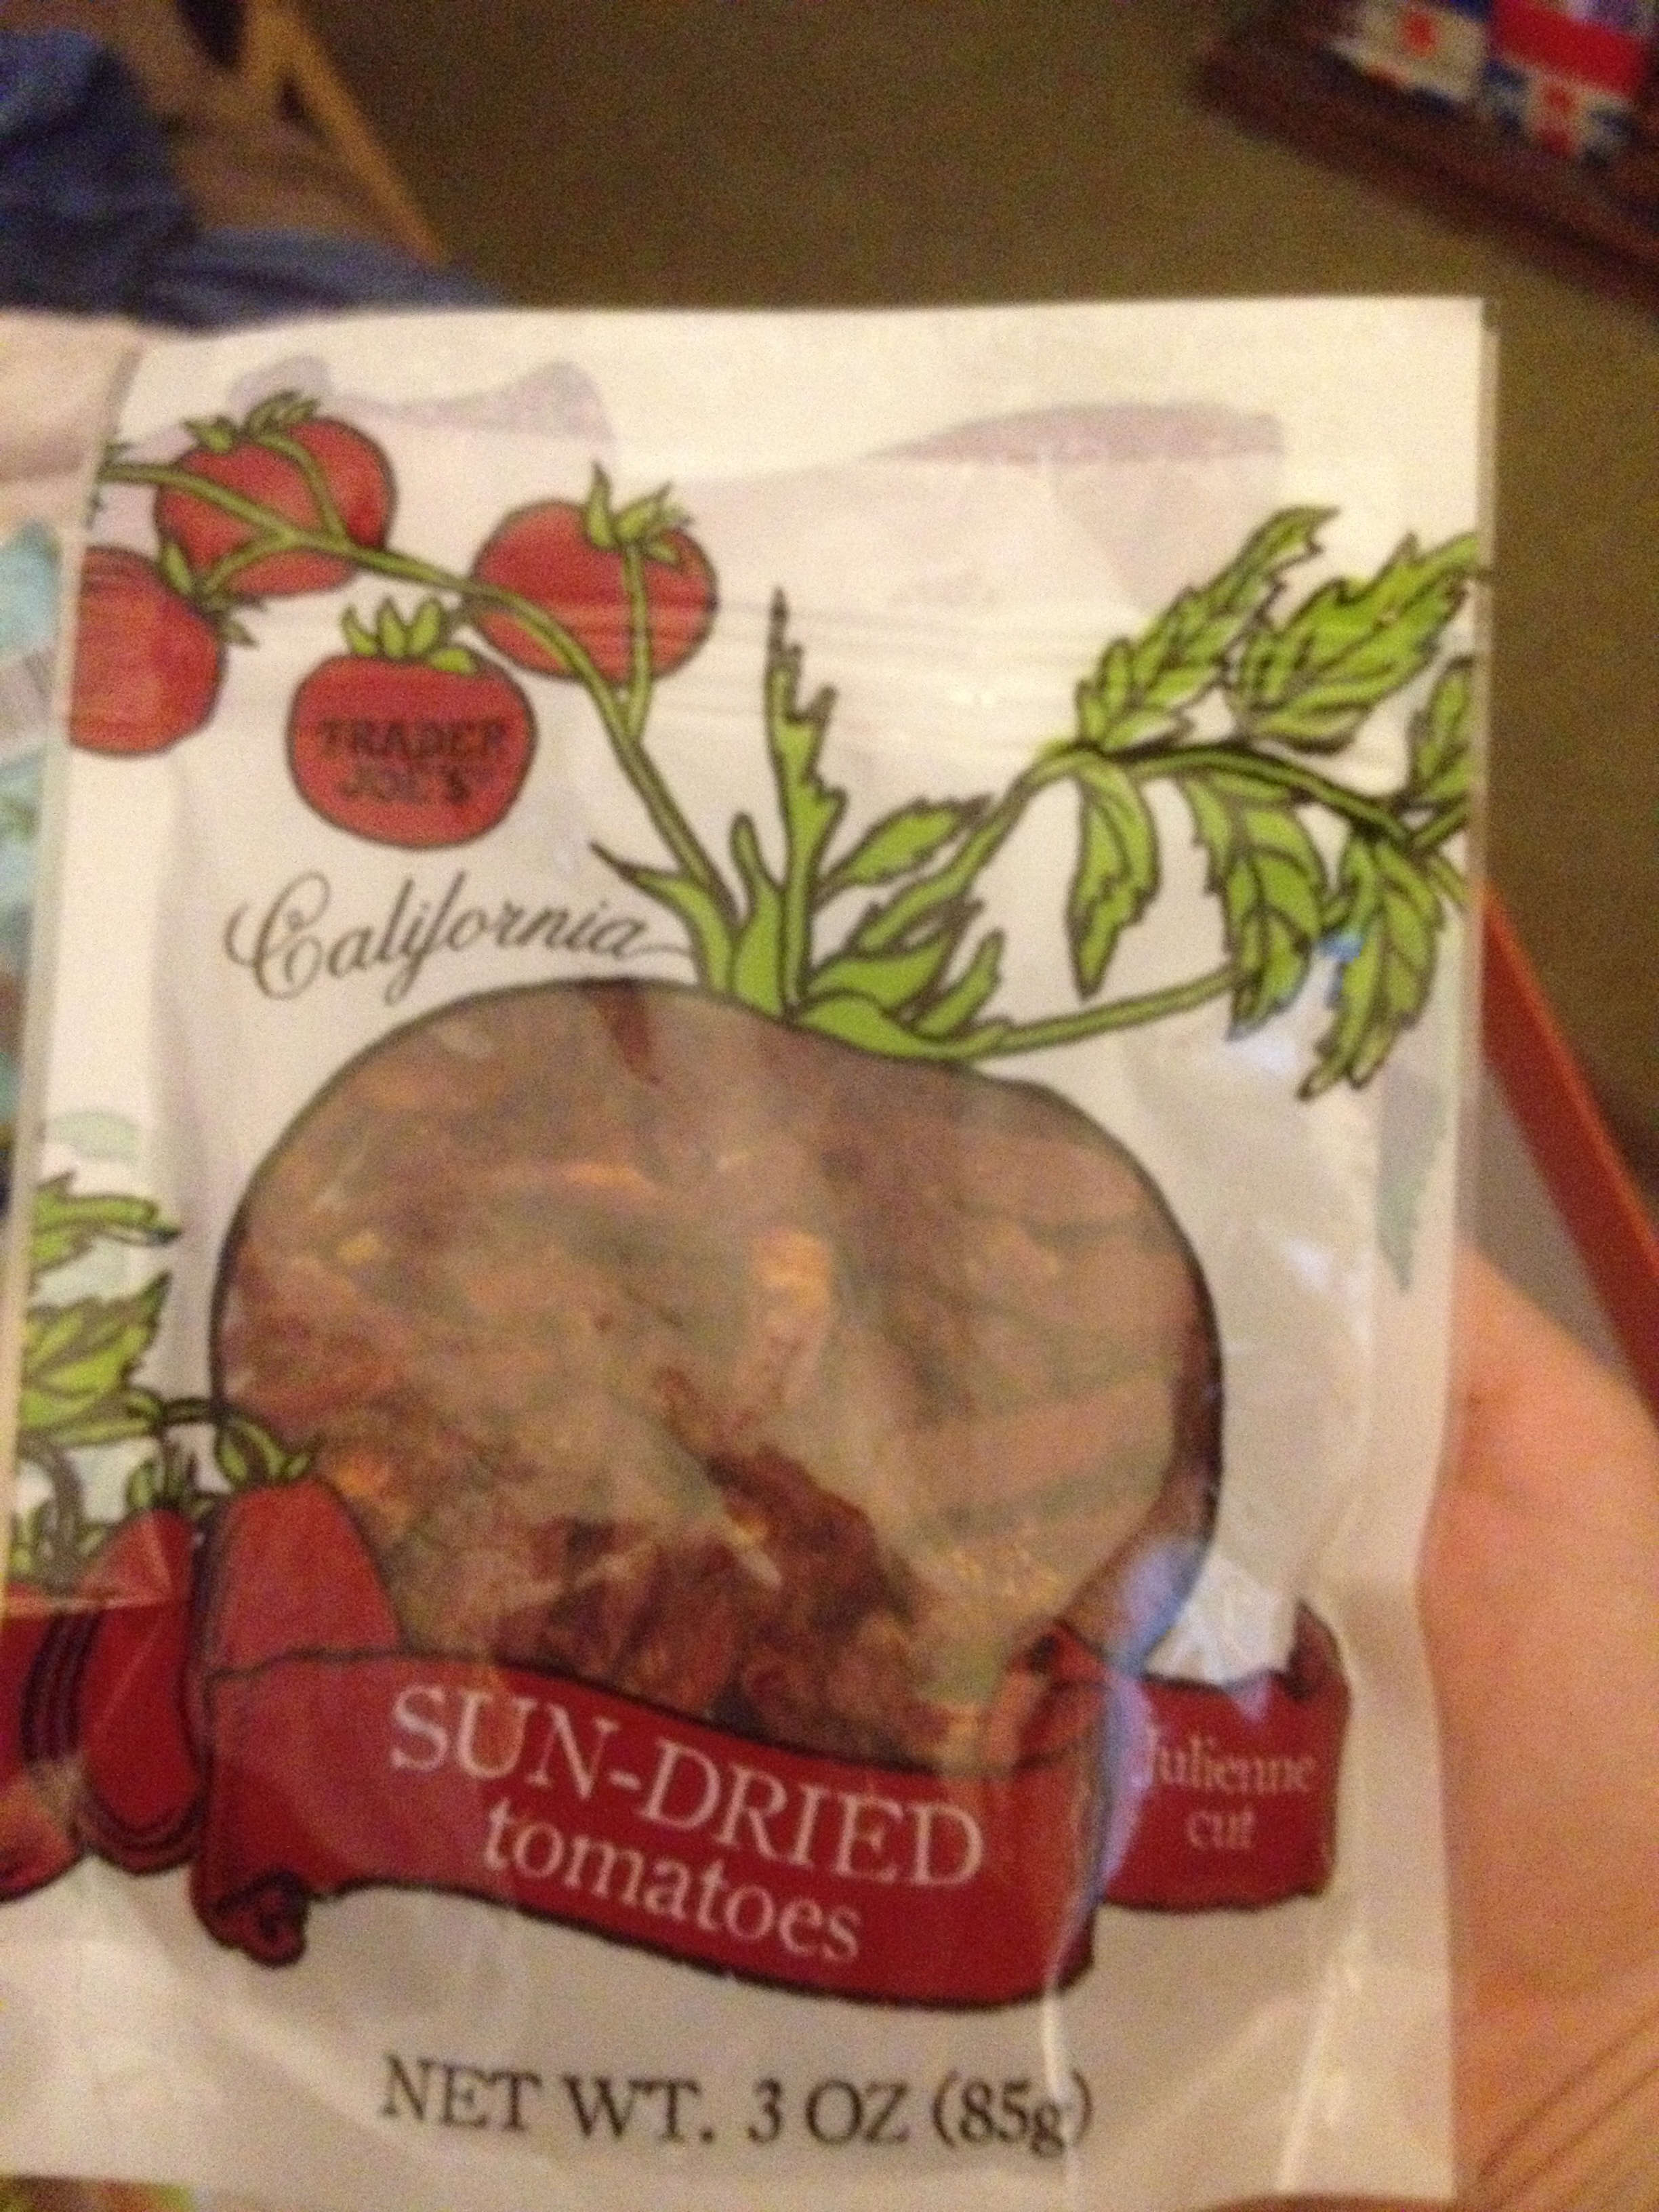 TRADER
JOE'S
California
SUN-DRIED
tomatoes
Julienne
cut
NET WT. 3 OZ (85g)